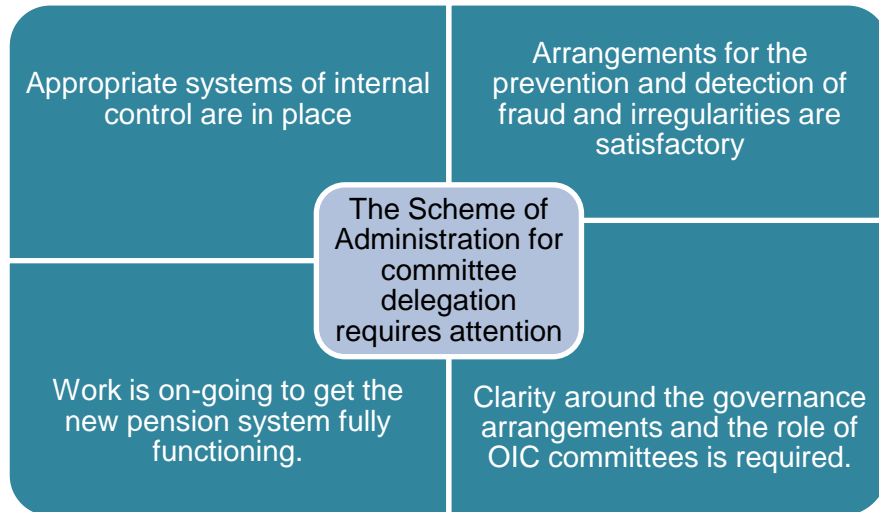 Appropriate systems of internal
control are in place
Arrangements for the
prevention and detection of
fraud and irregularities are
satisfactory
The Scheme of
Administration for
committee
delegation
requires attention
Work is on-going to get the
new pension system fully
functioning.
Clarity around the governance
arrangements and the role of
OIC committees is required.